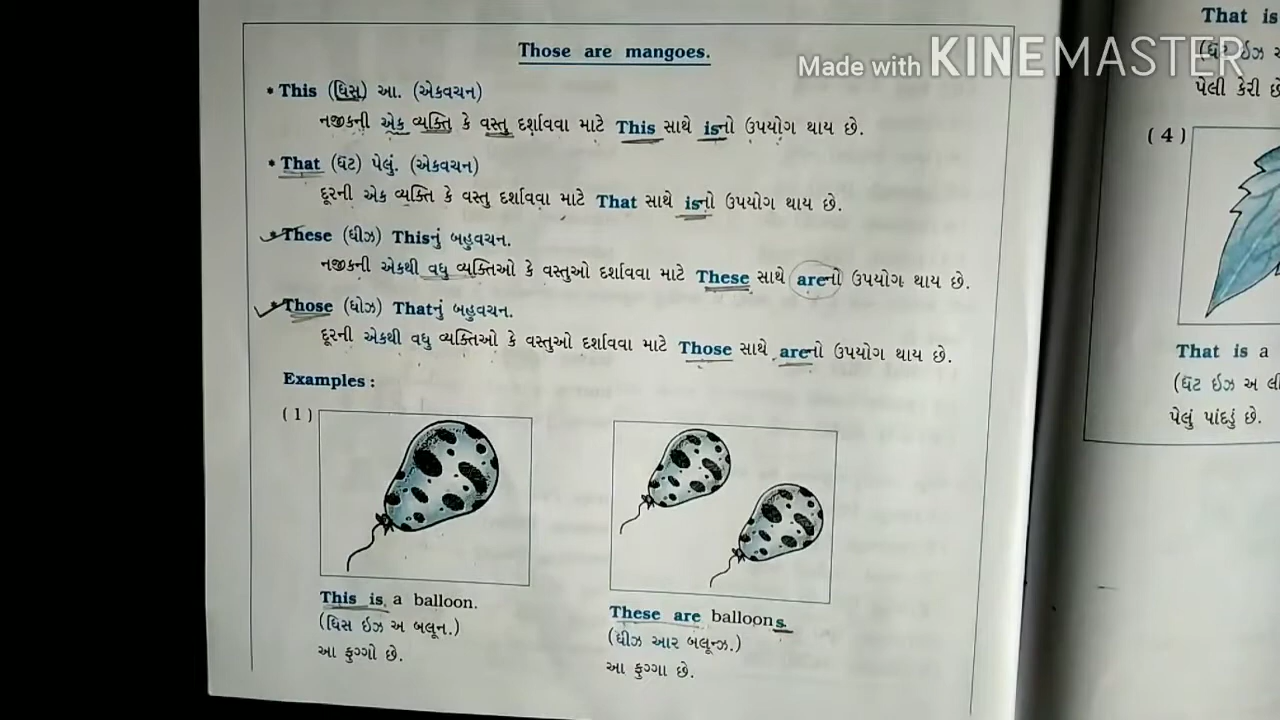 Those are mangoes.
• This (ધિસ) આ. (એકવચન)
નજીકની એક વ્યક્તિ કે વસ્તુ દર્શાવવા માટે This સાથે isનો ઉપયોગ થાય છે.
• That (ધૅટ) પેલું. (એકવચન)
દૂરની એક વ્યક્તિ કે વસ્તુ દર્શાવવા માટે That સાથે isનો ઉપયોગ થાય છે.
• These (ધીઝ) Thisનું બહુવચન.
નજીકની એકથી વધુ વ્યક્તિઓ કે વસ્તુઓ દર્શાવવા માટે These સાથે areનો ઉપયોગ થાય છે.
• Those (ધોઝ) Thatનું બહુવચન.
દૂરની એકથી વધુ વ્યક્તિઓ કે વસ્તુઓ દર્શાવવા માટે Those સાથે areનો ઉપયોગ થાય છે.
Examples :
(1)
This is a balloon.
(ધિસ ઇઝ અ બલૂન.)
આ ફુગ્ગો છે.
These are balloons.
(ધીઝ આર બલૂન્ઝ.)
આ ફુગ્ગા છે.
Made with KINEMASTER
That is
(ધૅટ ઇઝ
પેલી કેરી છે
(4)
That is a
(ધૅટ ઇઝ અ
પેલું પાંદડું છે.